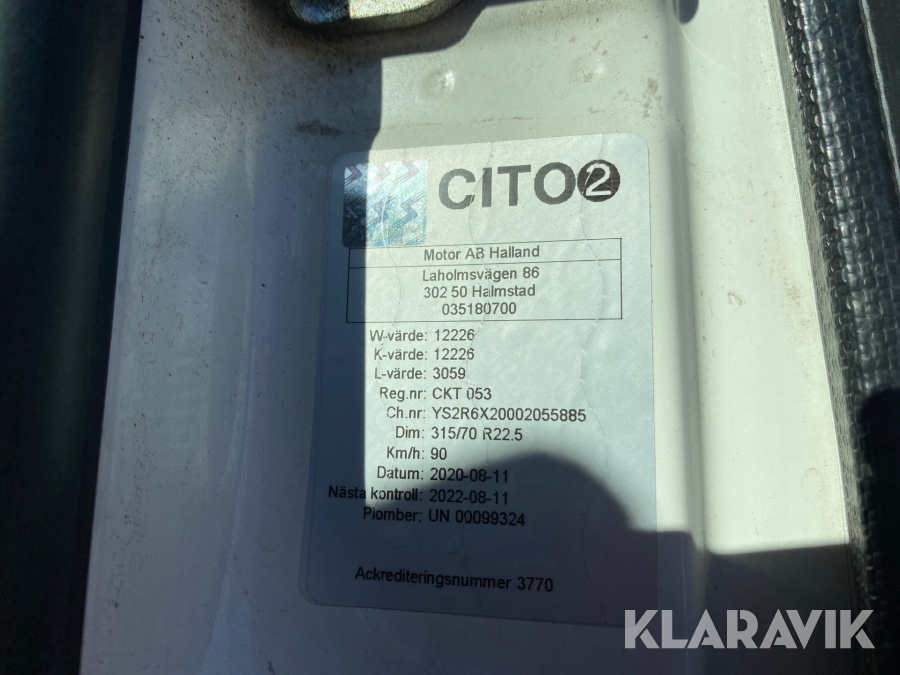 CITO2
Motor AB Halland
Laholmsvägen 86
302 50 Halmstad
035180700
W-värde: 12226
K-värde: 12226
L-värde: 3059
Reg.nr: CKT 053
Ch.nr: YS2R6X20002055885
Dim: 315/70 R22.5
Km/h: 90
Datum: 2020-08-11
Nästa kontroll: 2022-08-11
Plomber: UN 00099324
Ackrediteringsnummer 3770
KLARAVIK